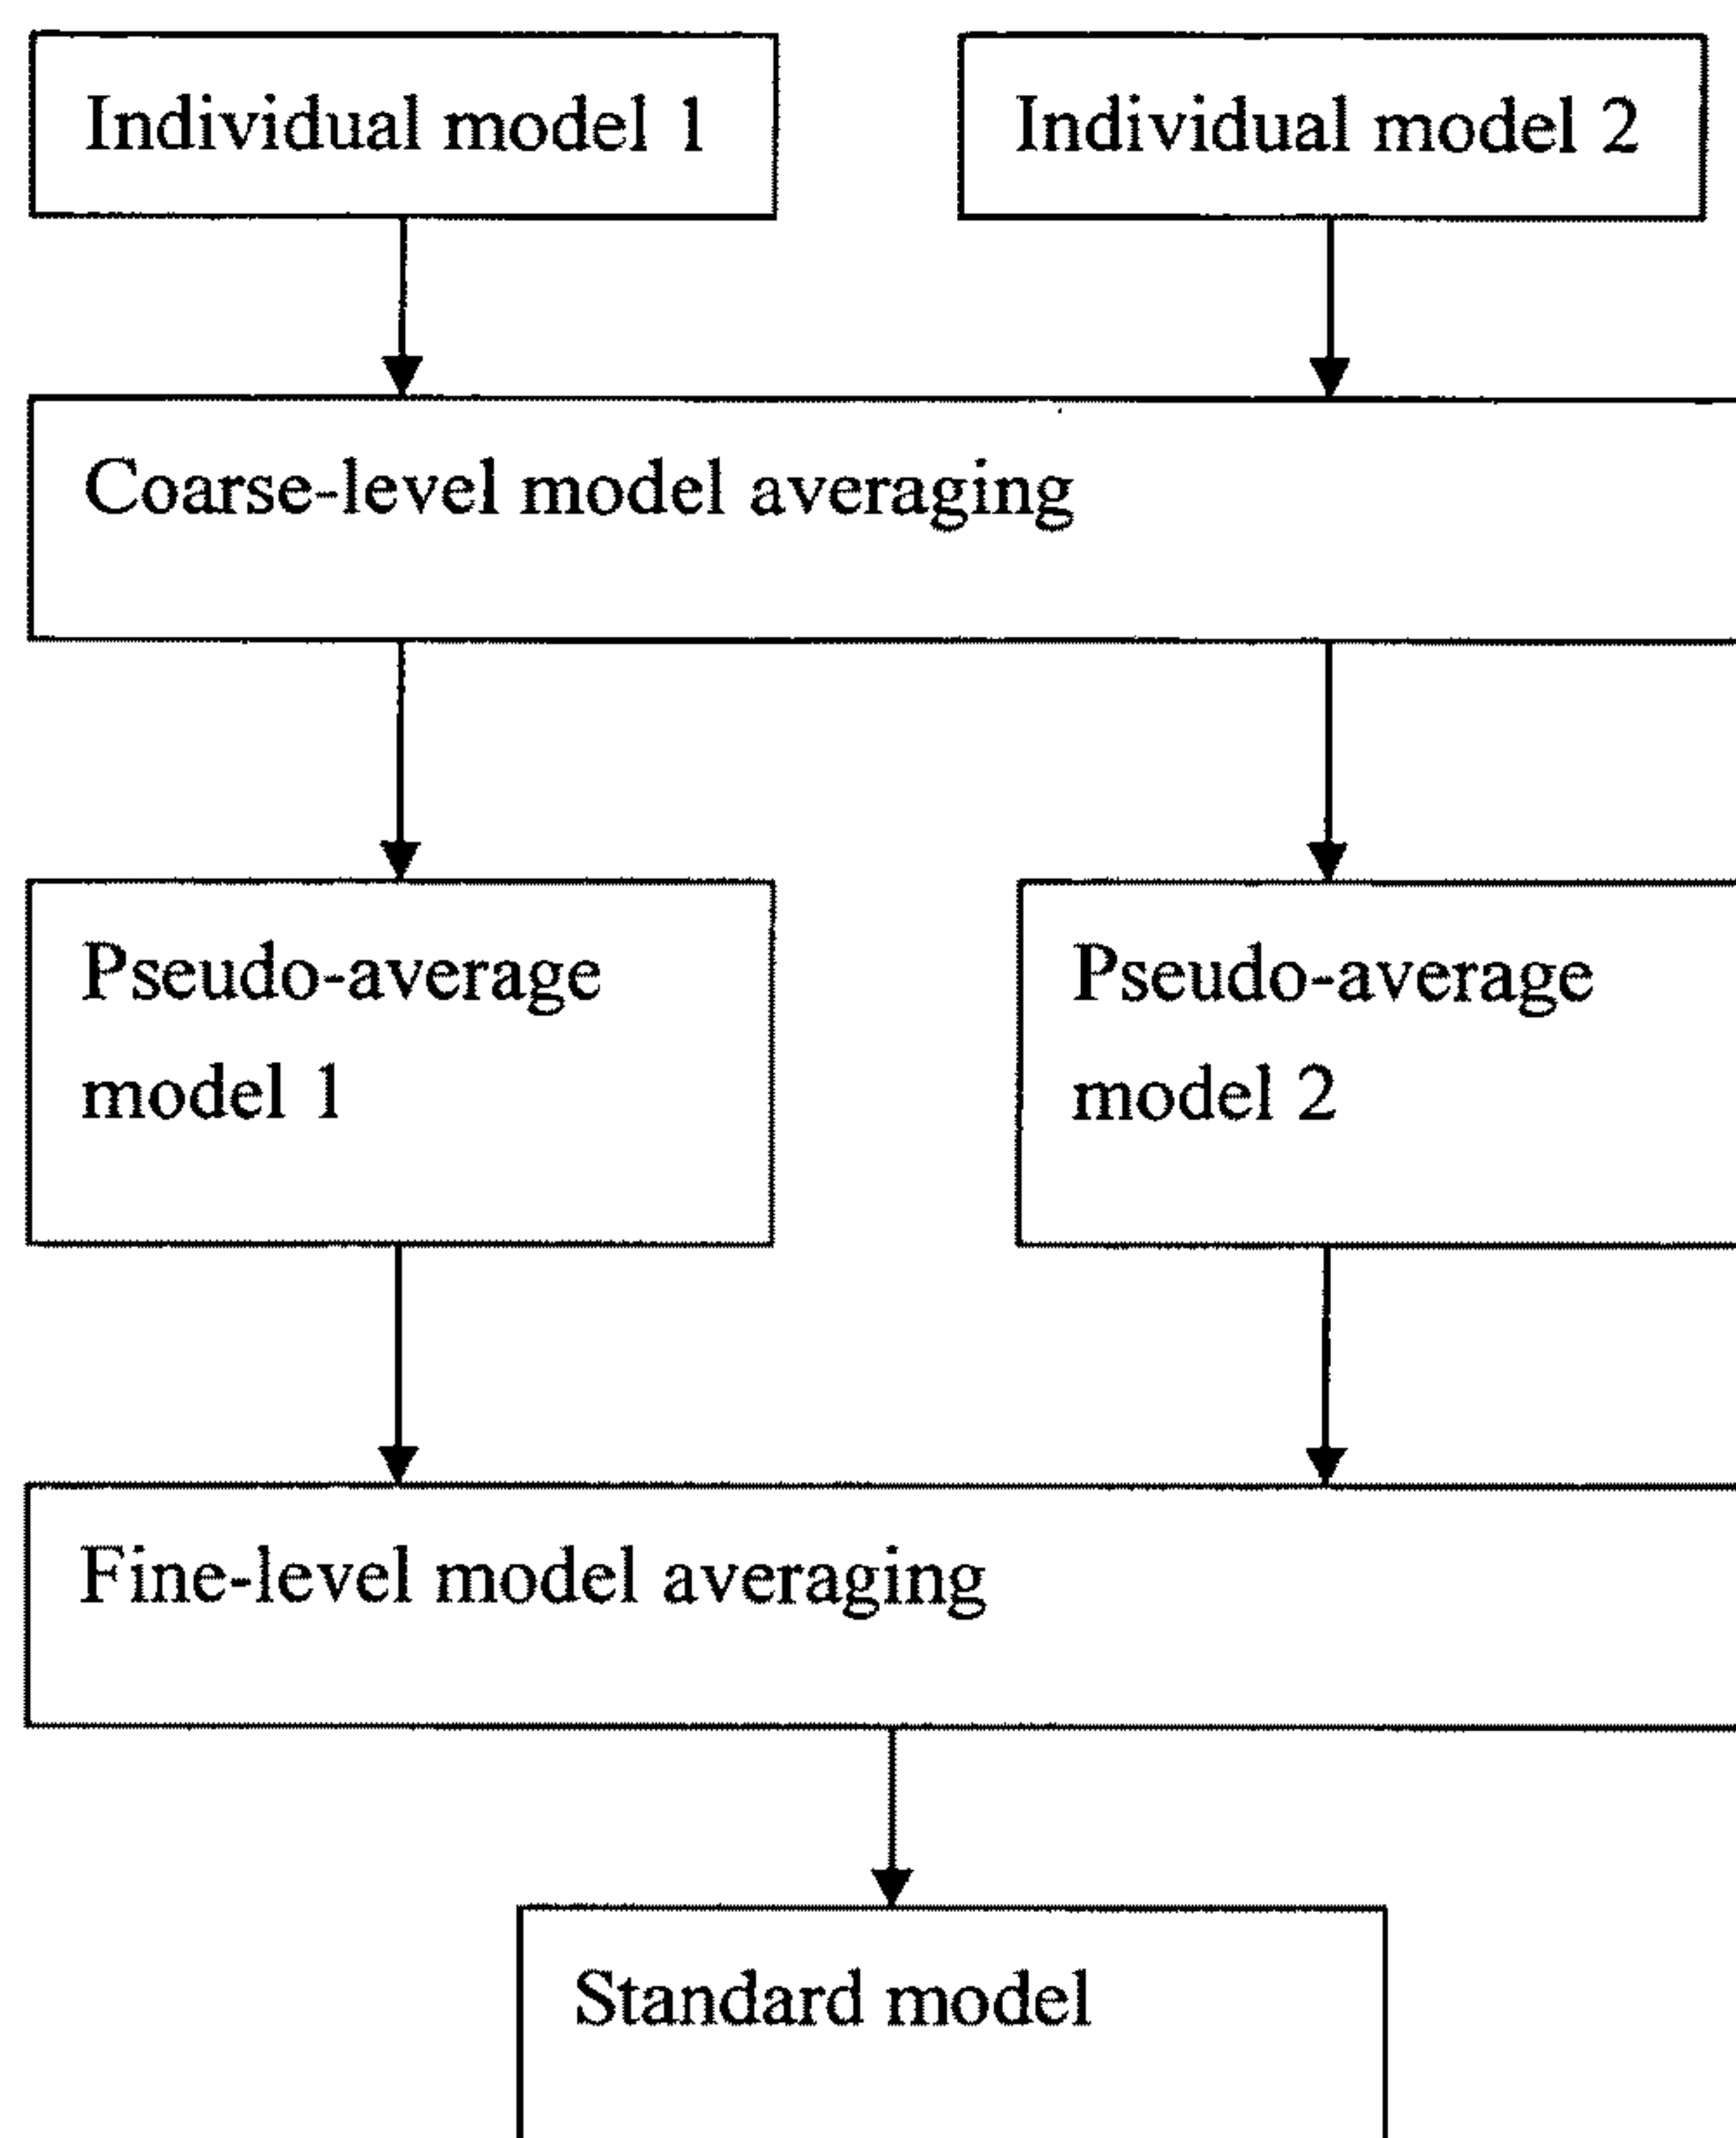 Individual model 1
Individual model 2
Coarse-level model averaging
Pseudo-average
model 1
Pseudo-average
model 2
Fine-level model averaging
Standard model